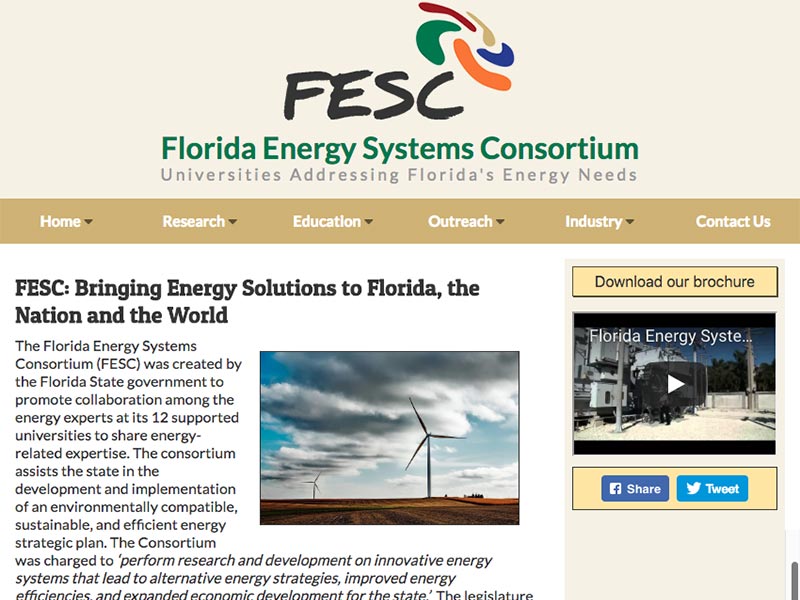 FESC
Florida Energy Systems Consortium
Universities Addressing Florida's Energy Needs
Home Research Education Outreach Industry Contact Us
FESC: Bringing Energy Solutions to Florida, the
Nation and the World
The Florida Energy Systems
Consortium (FESC) was created by
the Florida State government to
promote collaboration among the
energy experts at its 12 supported
universities to share energy-
related expertise. The consortium
assists the state in the
development and implementation
of an environmentally compatible,
sustainable, and efficient energy
strategic plan. The Consortium
was charged to ‘perform research and development on innovative energy
systems that lead to alternative energy strategies, improved energy
efficiencies, and expanded economic development for the state.’ The legislature
Download our brochure
Florida Energy Syste...
Share Tweet